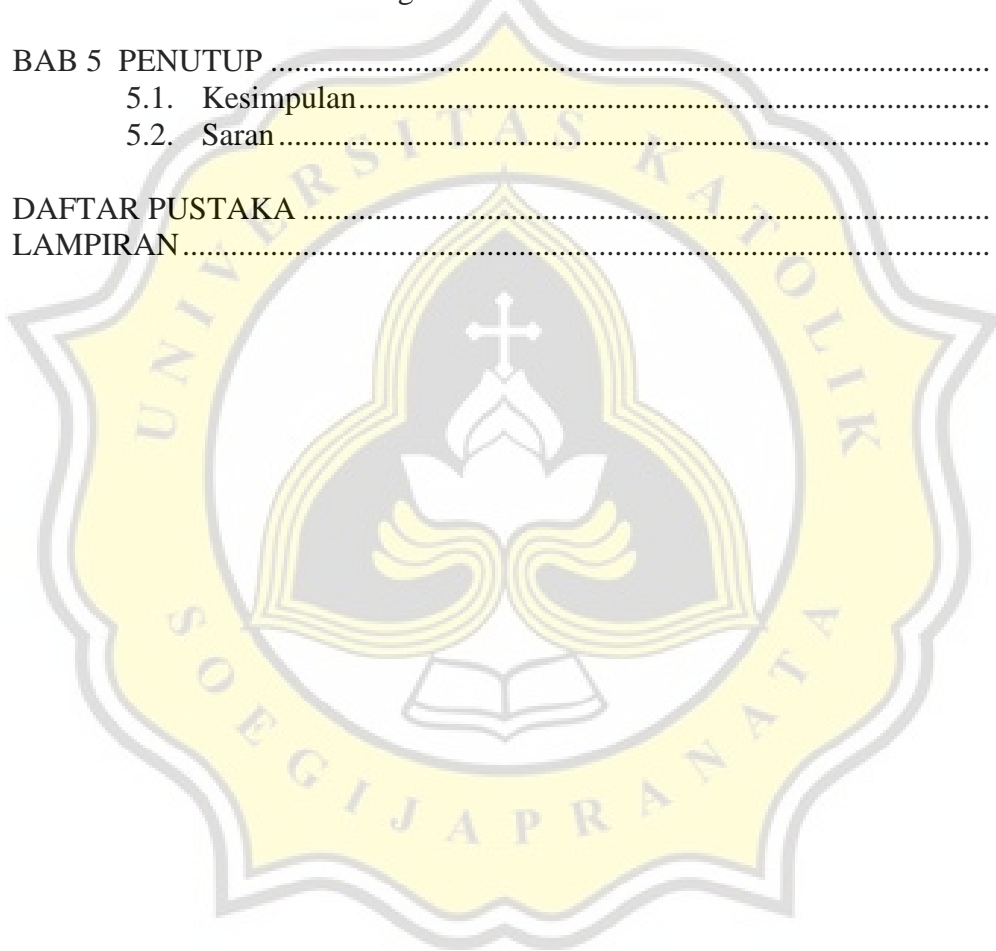 BAB 5 PENUTUP ........................................................................................
5.1. Kesimpulan.............................................................................
5.2. Saran.......................................................................................
DAFTAR PUSTAKA ....................................................................................
LAMPIRAN...................................................................................................
UNIVERSITAS KATOLIK
SOEGIJAPRANATA